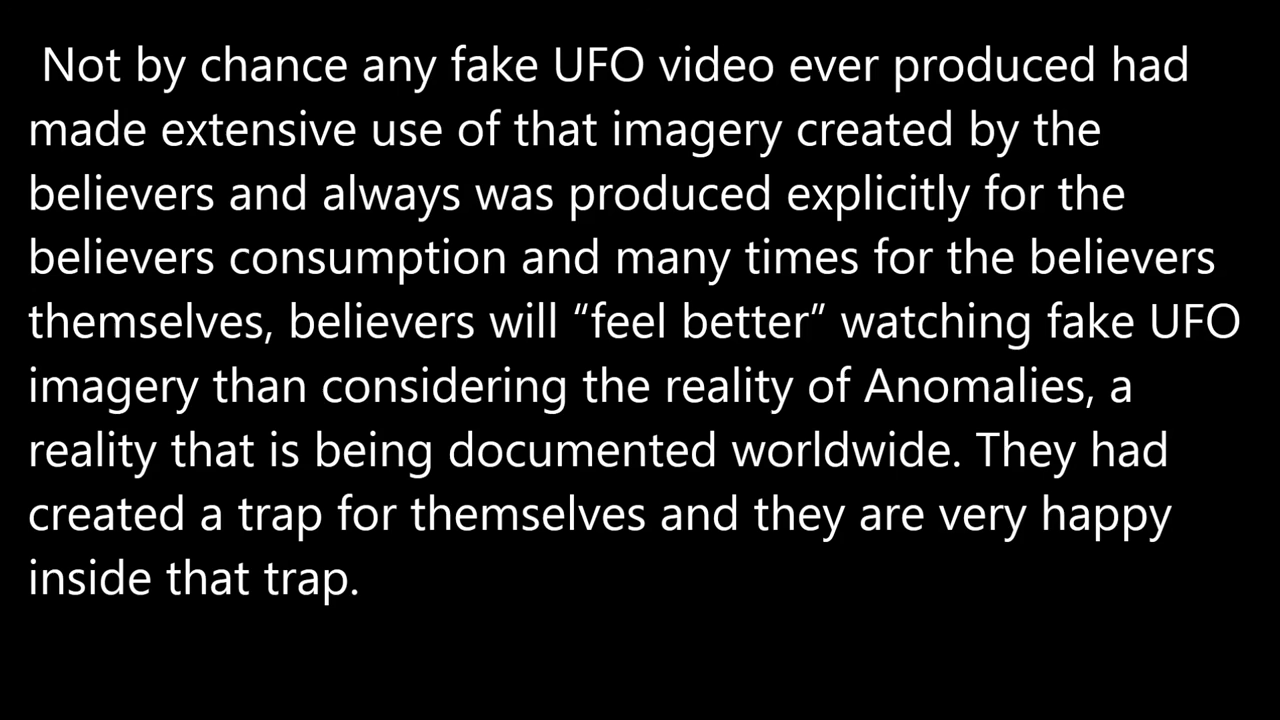 Not by chance any fake UFO video ever produced had
made extensive use of that imagery created by the
believers and always was produced explicitly for the
believers consumption and many times for the believers
themselves, believers will “feel better” watching fake UFO
imagery than considering the reality of Anomalies, a
reality that is being documented worldwide. They had
created a trap for themselves and they are very happy
inside that trap.